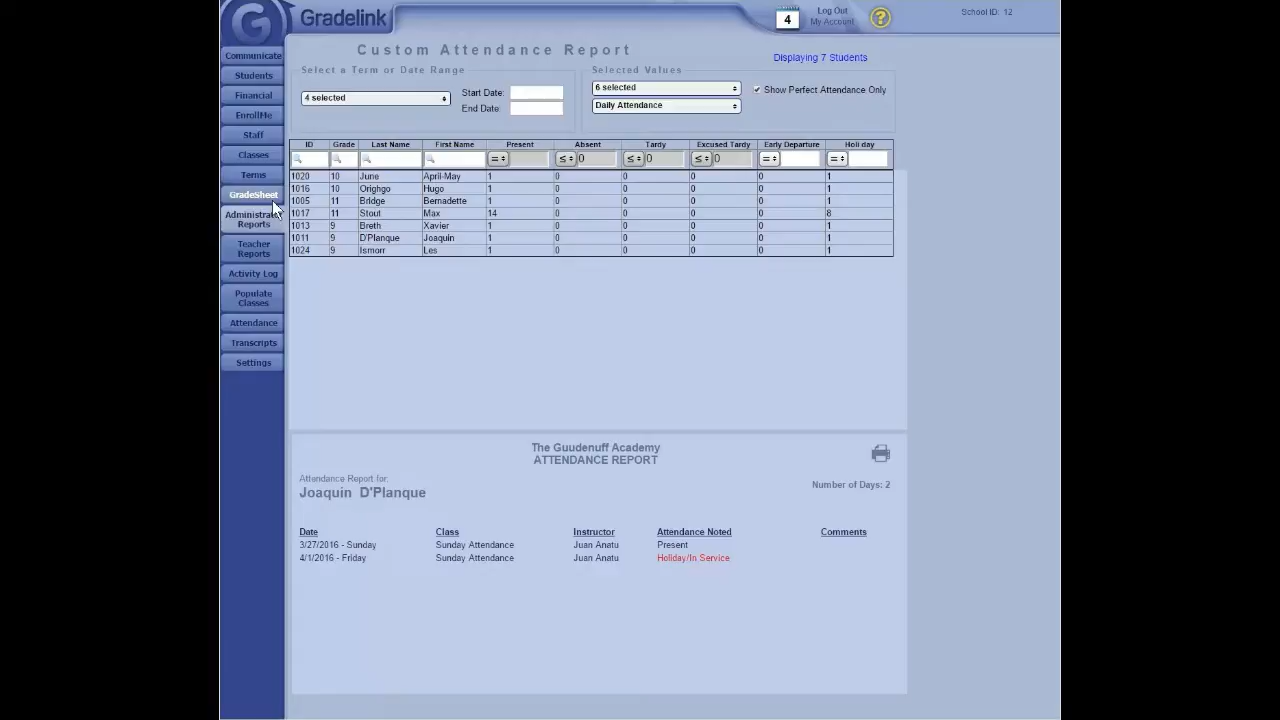 Gradelink
4
Log Out
My Account
?
School ID: 12
Communicate
Students
Financial
EnrollMe
Staff
Classes
Terms
GradeSheet
Reports
Teacher
Reports
Activity Log
Populate
Classes
Attendance
Transcripts
Settings
Custom Attendance Report
Displaying 7 Students
Select a Term or Date Range
4 selected
Start Date:
End Date:
Selected Values
6 selected
Daily Attendance
Show Perfect Attendance Only
ID Grade Last Name First Name Present Absent Tardy Excused Tardy Early Departure Holi day
= ≤ 0 ≤ 0 ≤ 0 = =
1020 10 June April-May 1 0 0 0 0 1
1016 10 Orighgo Hugo 1 0 0 0 0 1
1005 11 Bridge Bernadette 1 0 0 0 0 1
1017 11 Stout Max 14 0 0 0 0 8
1013 9 Breth Xavier 1 0 0 0 0 1
1011 9 D'Planque Joaquin 1 0 0 0 0 1
1024 9 Ismorr Les 1 0 0 0 0 1
The Guudenuff Academy
ATTENDANCE REPORT
Attendance Report for:
Joaquin D'Planque
Number of Days: 2
Date Class Instructor Attendance Noted Comments
3/27/2016 - Sunday Sunday Attendance Juan Anatu Present
4/1/2016 - Friday Sunday Attendance Juan Anatu Holiday/In Service